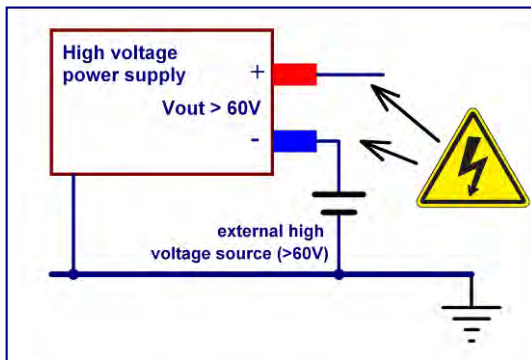 High voltage
power supply
+
Vout > 60V
-
external high
voltage source (>60V)